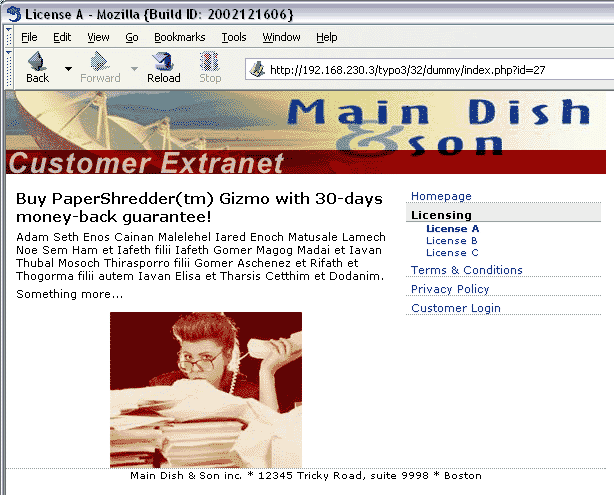 License A - Mozilla {Build ID: 2002121606}
File Edit View Go Bookmarks Tools Window Help
Back Forward Reload Stop http://192.168.230.3/typo3/32/dummy/index.php?id=27
Main Dish
& son
Customer Extranet
Buy PaperShredder(tm) Gizmo with 30-days
money-back guarantee!
Adam Seth Enos Cainan Malelehel Iared Enoch Matusale Lamech
Noe Sem Ham et Iafeth filii Iafeth Gomer Magog Madai et Iavan
Thubal Mosoch Thirasporro filii Gomer Aschenez et Rifath et
Thogorma filii autem Iavan Elisa et Tharsis Cetthim et Dodanim.
Something more...
Homepage
Licensing
License A
License B
License C
Terms & Conditions
Privacy Policy
Customer Login
Main Dish & Son inc. * 12345 Tricky Road, suite 9998 * Boston